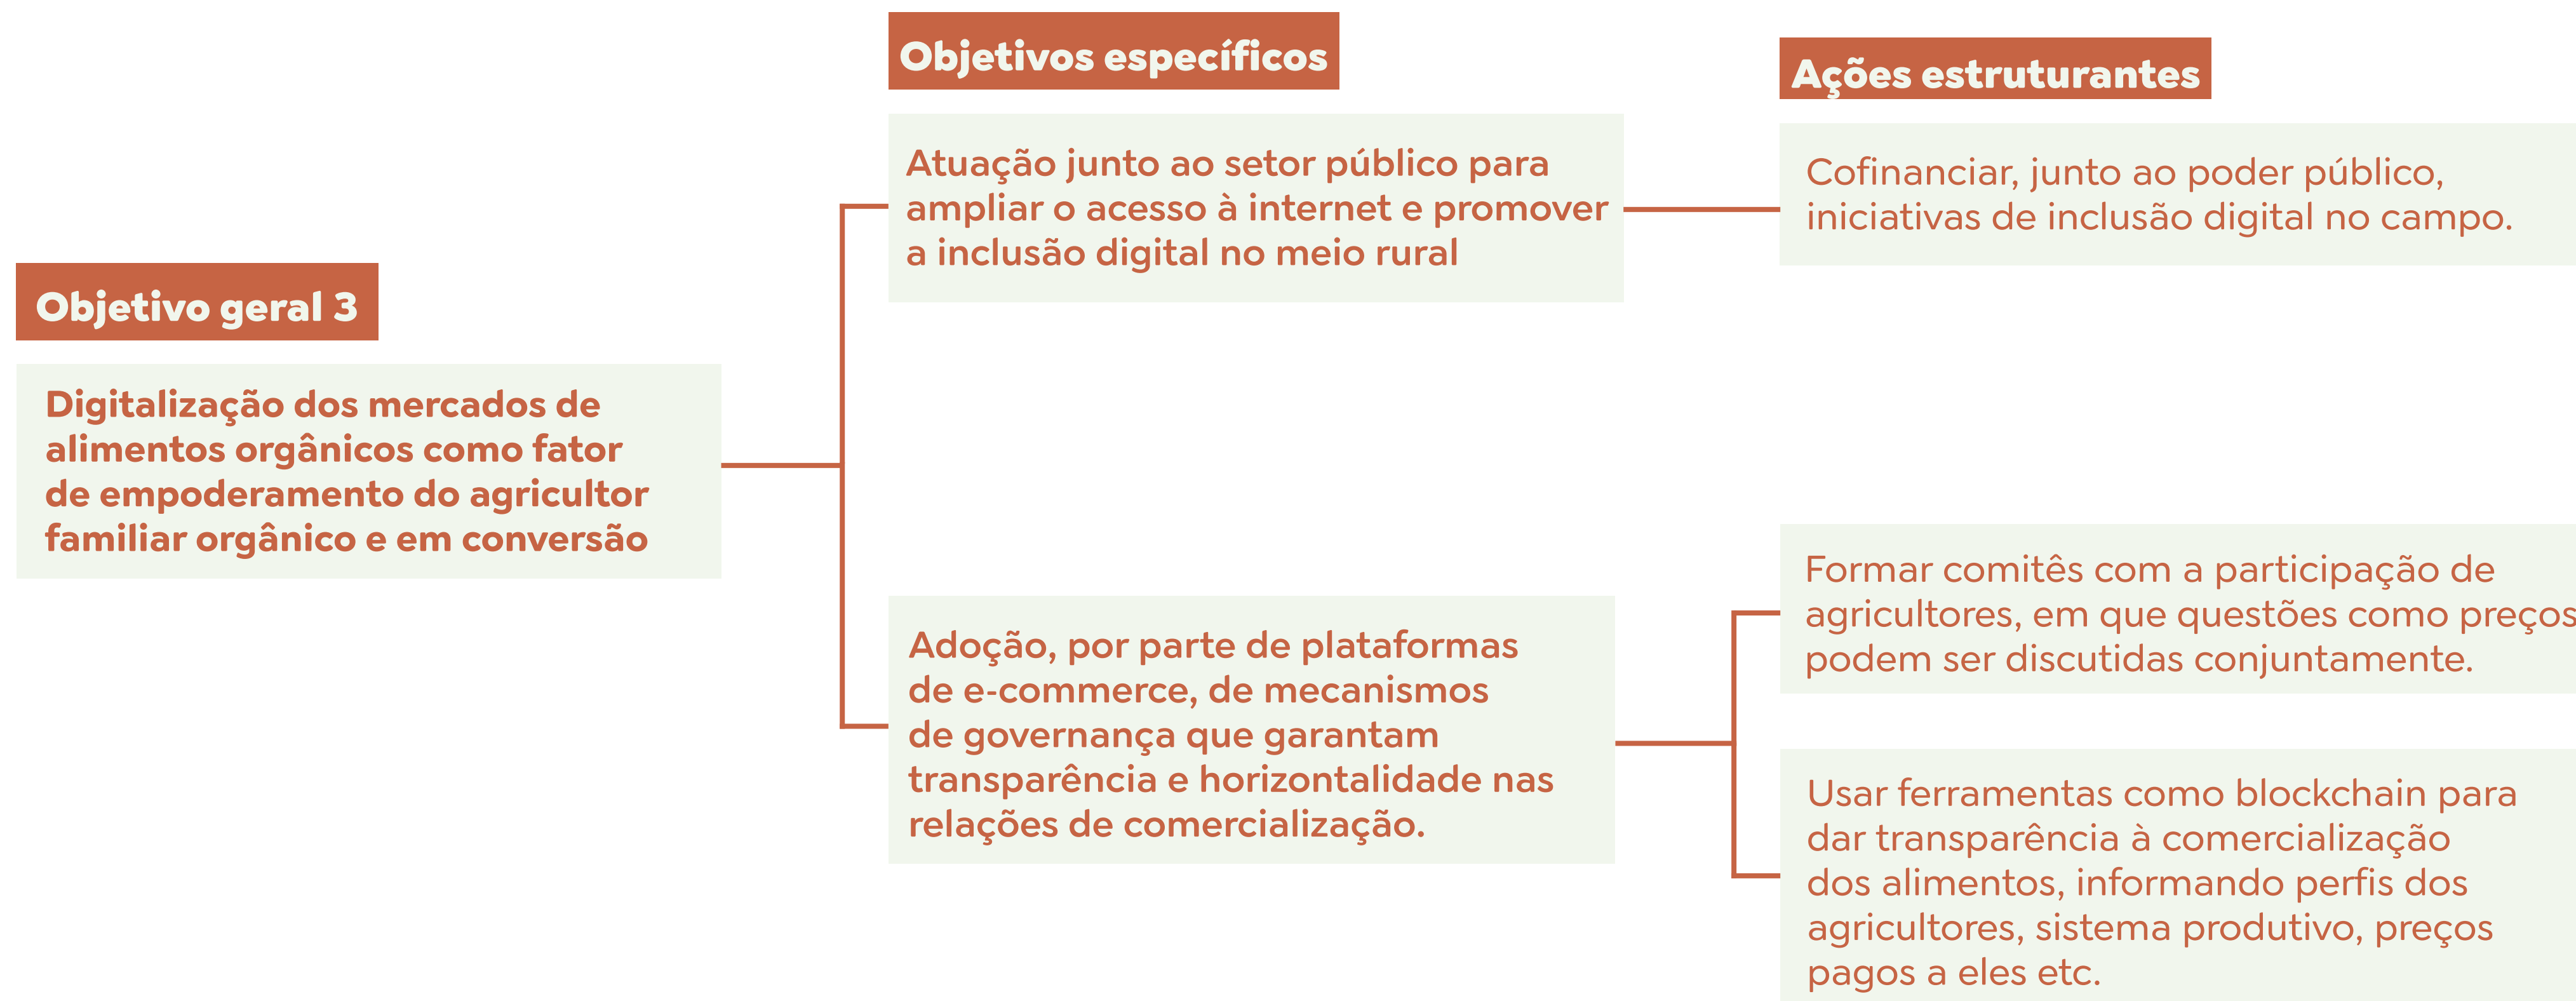 Objetivo geral 3
Digitalização dos mercados de
alimentos orgânicos como fator
de empoderamento do agricultor
familiar orgânico e em conversão
Objetivos específicos
Atuação junto ao setor público para
ampliar o acesso à internet e promover
a inclusão digital no meio rural
Adoção, por parte de plataformas
de e-commerce, de mecanismos
de governança que garantam
transparência e horizontalidade nas
relações de comercialização.
Ações estruturantes
Cofinanciar, junto ao poder público,
iniciativas de inclusão digital no campo.
Formar comitês com a participação de
agricultores, em que questões como preços
podem ser discutidas conjuntamente.
Usar ferramentas como blockchain para
dar transparência à comercialização
dos alimentos, informando perfis dos
agricultores, sistema produtivo, preços
pagos a eles etc.